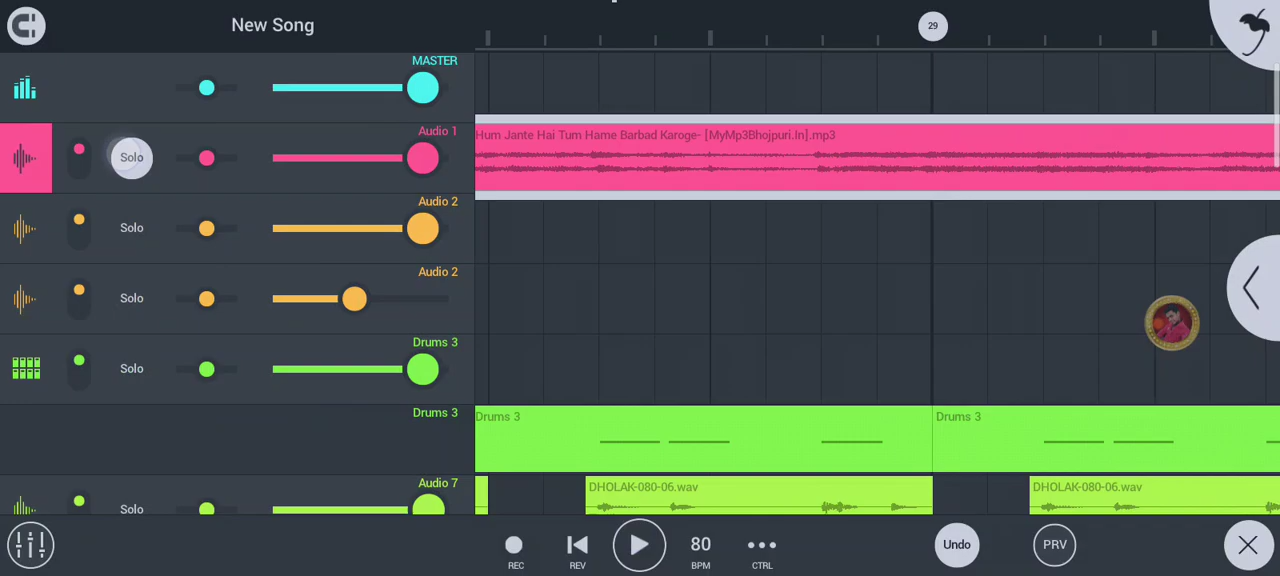 New Song
29
MASTER
Audio 1
Solo
Hum Jante Hai Tum Hame Barbad Karoge- [MyMp3Bhojpuri.In].mp3
Audio 2
Solo
Audio 2
Solo
Drums 3
Solo
Drums 3
Drums 3
Drums 3
Audio 7
Solo
DHOLAK-080-06.wav
DHOLAK-080-06.wav
REC
REV
80
BPM
CTRL
Undo
PRV